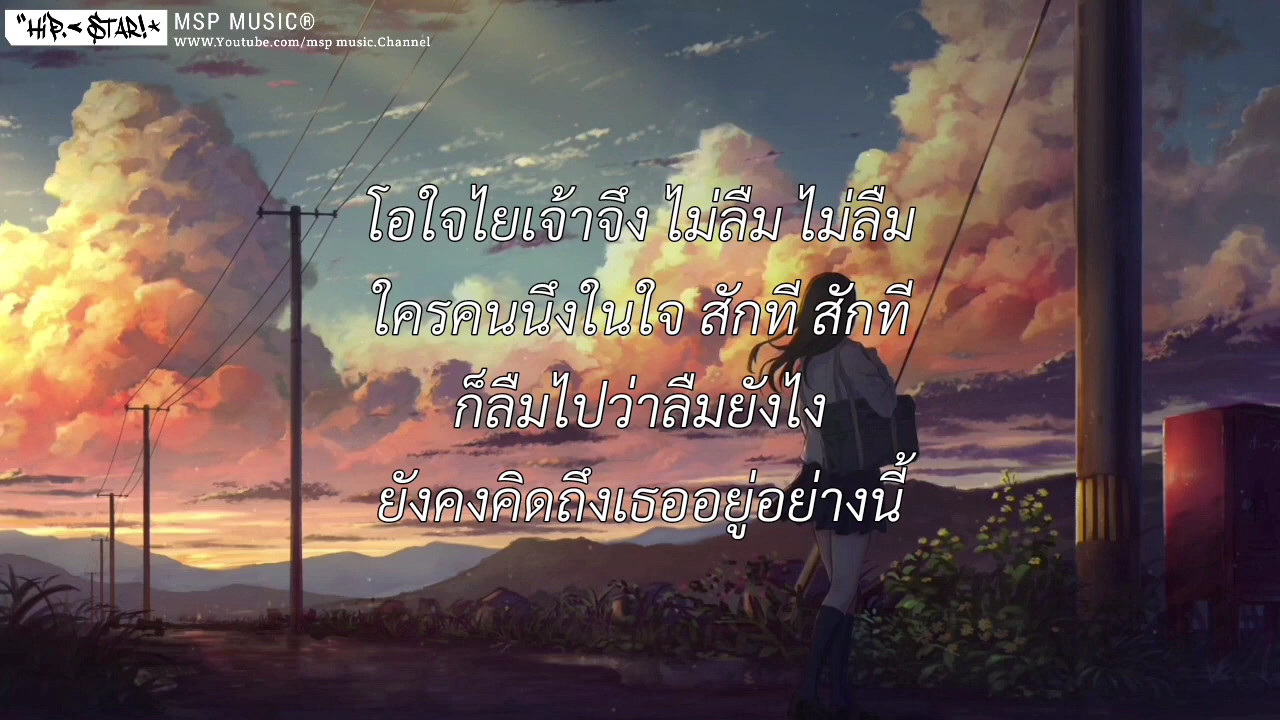 "HiP. < STAR!*
MSP MUSIC®
WWW.Youtube.com/msp music.Channel
โอใจไยเจ้าจึง ไม่ลืม ไม่ลืม
ใครคนนึงในใจ สักที สักที
ก็ลืมไปว่าลืมยังไง
ยังคงคิดถึงเธออยู่อย่างนี้